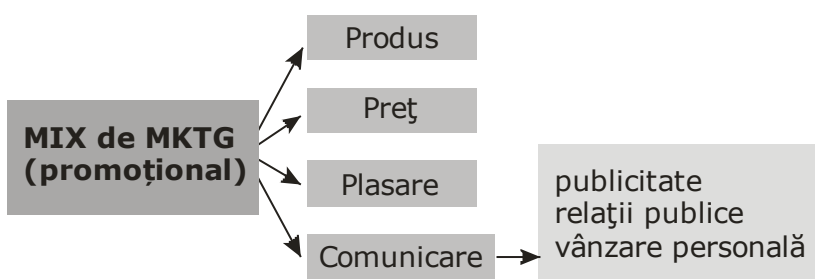 Produs
Preţ
MIX de MKTG
(promoțional)
Plasare
Comunicare
publicitate
relaţii publice
vânzare personală